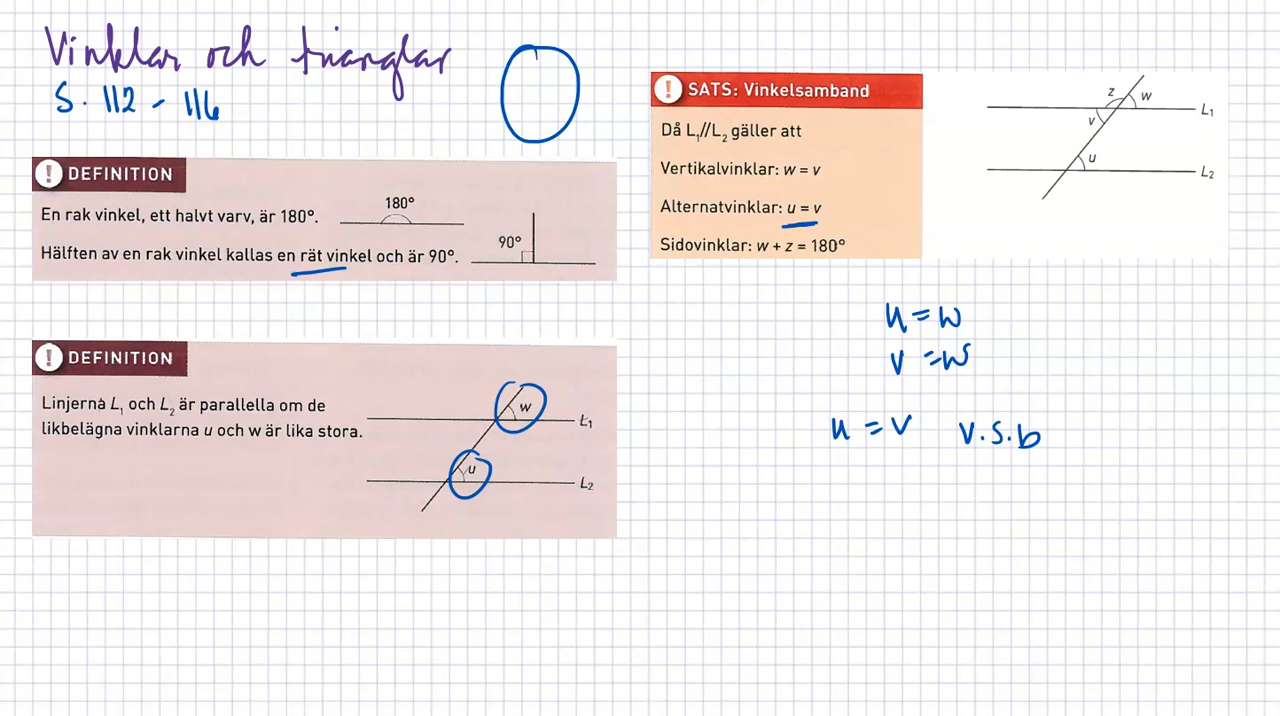 Vinklar och trianglar
S. 112 - 116
! DEFINITION
En rak vinkel, ett halvt varv, är 180°.
180°
Hälften av en rak vinkel kallas en rät vinkel och är 90°.
90°
! DEFINITION
Linjerna L₁ och L₂ är parallella om de
likbelägna vinklarna u och w är lika stora.
w
L₁
u
L₂
! SATS: Vinkelsamband
Då L₁//L₂ gäller att
Vertikalvinklar: w = v
Alternatvinklar: u = v
Sidovinklar: w + z = 180°
z
w
L₁
v
u
L₂
u = w
v = w
u = v v.s.b